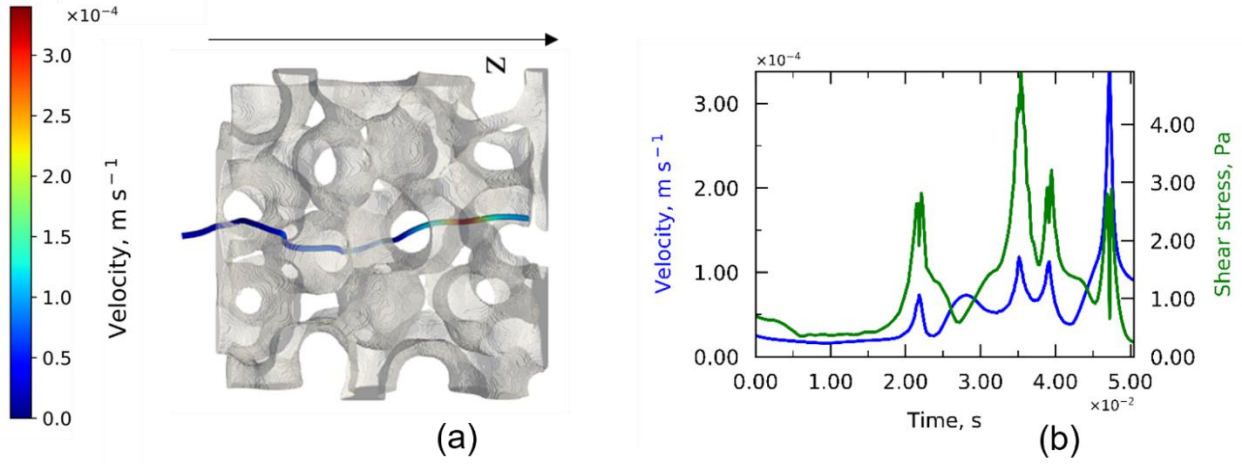 ×10⁻⁴
3.0
2.5
2.0
1.5
1.0
0.5
0.0
Velocity, m s⁻¹
z
(a)
×10⁻⁴
3.00
2.00
1.00
0.00
Velocity, m s⁻¹
4.00
3.00
2.00
1.00
0.00
Shear stress, Pa
0.00 1.00 2.00 3.00 4.00 5.00
×10⁻²
Time, s
(b)